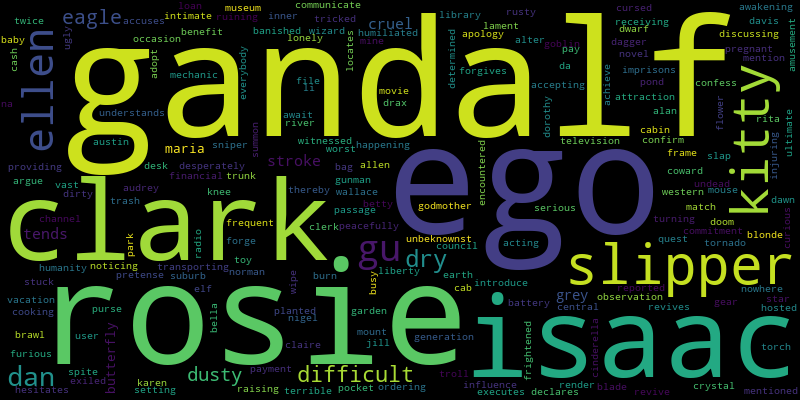 twice accuses intimate museum loan communicate tricked ruining cursed awakening
eagle inner library rusty receiving davis
baby occasion banished wizard cruel humiliated lament dwarf discussing
cash ugly benefit lonely mine apology alter goblin dagger pregnant
gandalf
ellen adopt everybody locates determined pay novel mention amusement
mechanic file movie forgives da achieve imprisons confess
na understands li drax accepting pond attraction flower rita ultimate
austin await river dorothy alan kitty
maria sniper summon witnessed happening television cabin confirm
providing desk desperately stroke worst encountered frame slap injuring
argue vast financial trunk bag allen coward undead
dirty audrey knee thereby gunman ego western mouse dawn
trash betty wallace godmother serious match doom curious
clark channel frequent passage peacefully turning commitment blonde
tends park radio forge clerk gu unbeknownst acting quest tornado
humanity noticing toy council dry slipper
stuck pretense transporting suburb norman wipe burn busy liberty earth introduce reported nowhere
vacation elf cab grey observation gear star
cooking purse planted garden battery central revives hosted
rosie isaac
brawl user bella nigel mount generation frightened cinderella torch
furious butterfly claire jill
dan spite karen dusty payment difficult troll influence render blade crystal
hesitates exiled setting raising terrible pocket ordering executes declares revive mentioned